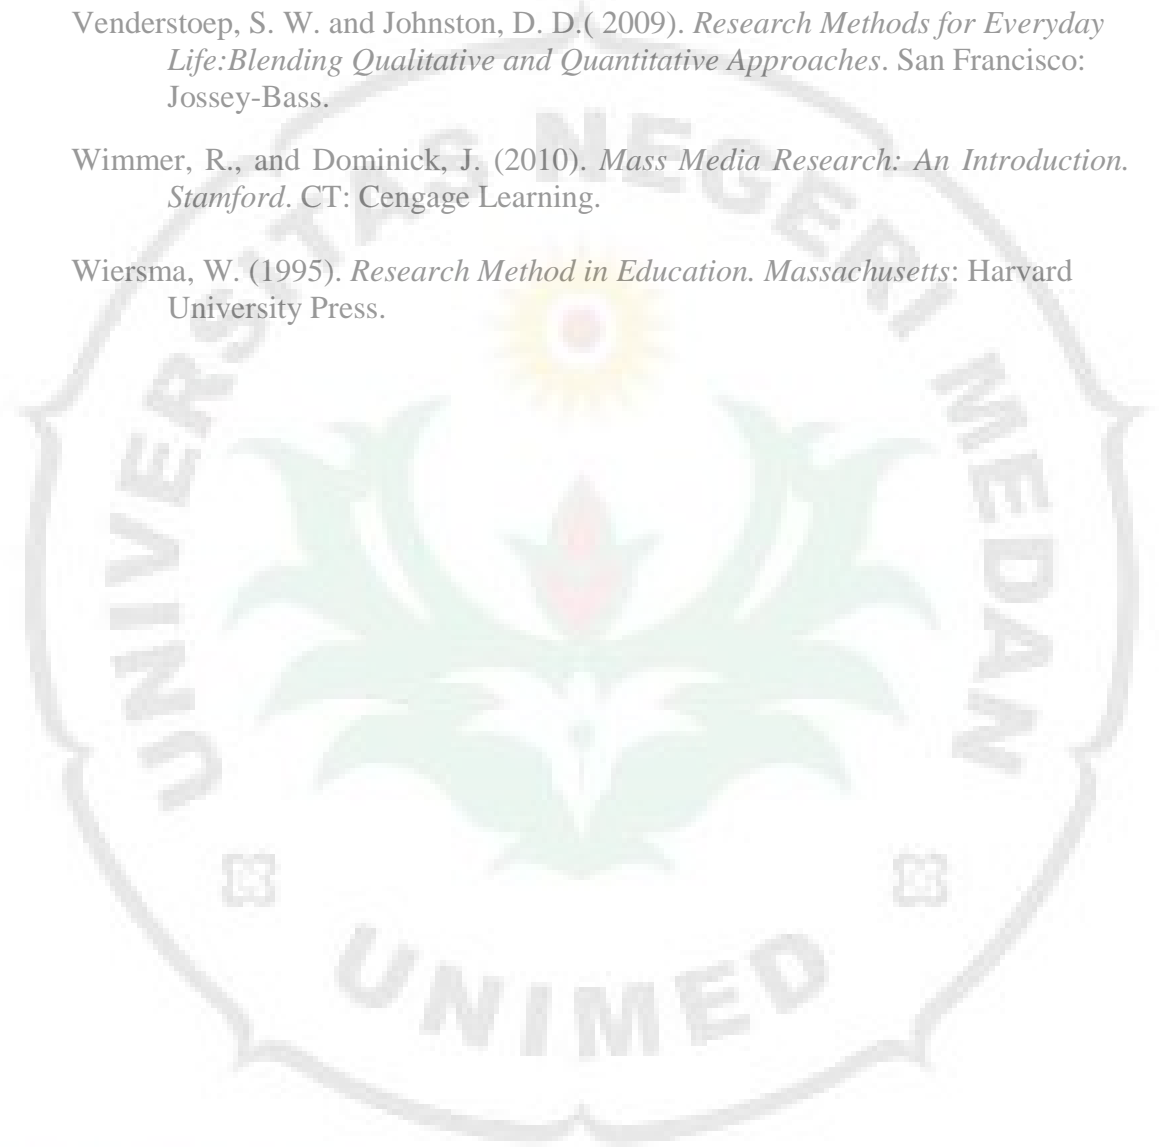 Venderstoep, S. W. and Johnston, D. D.( 2009). Research Methods for Everyday
Life:Blending Qualitative and Quantitative Approaches. San Francisco:
Jossey-Bass.
Wimmer, R., and Dominick, J. (2010). Mass Media Research: An Introduction.
Stamford. CT: Cengage Learning.
Wiersma, W. (1995). Research Method in Education. Massachusetts: Harvard
University Press.
UNIVERSITAS NEGERI MEDAN
UNIMED